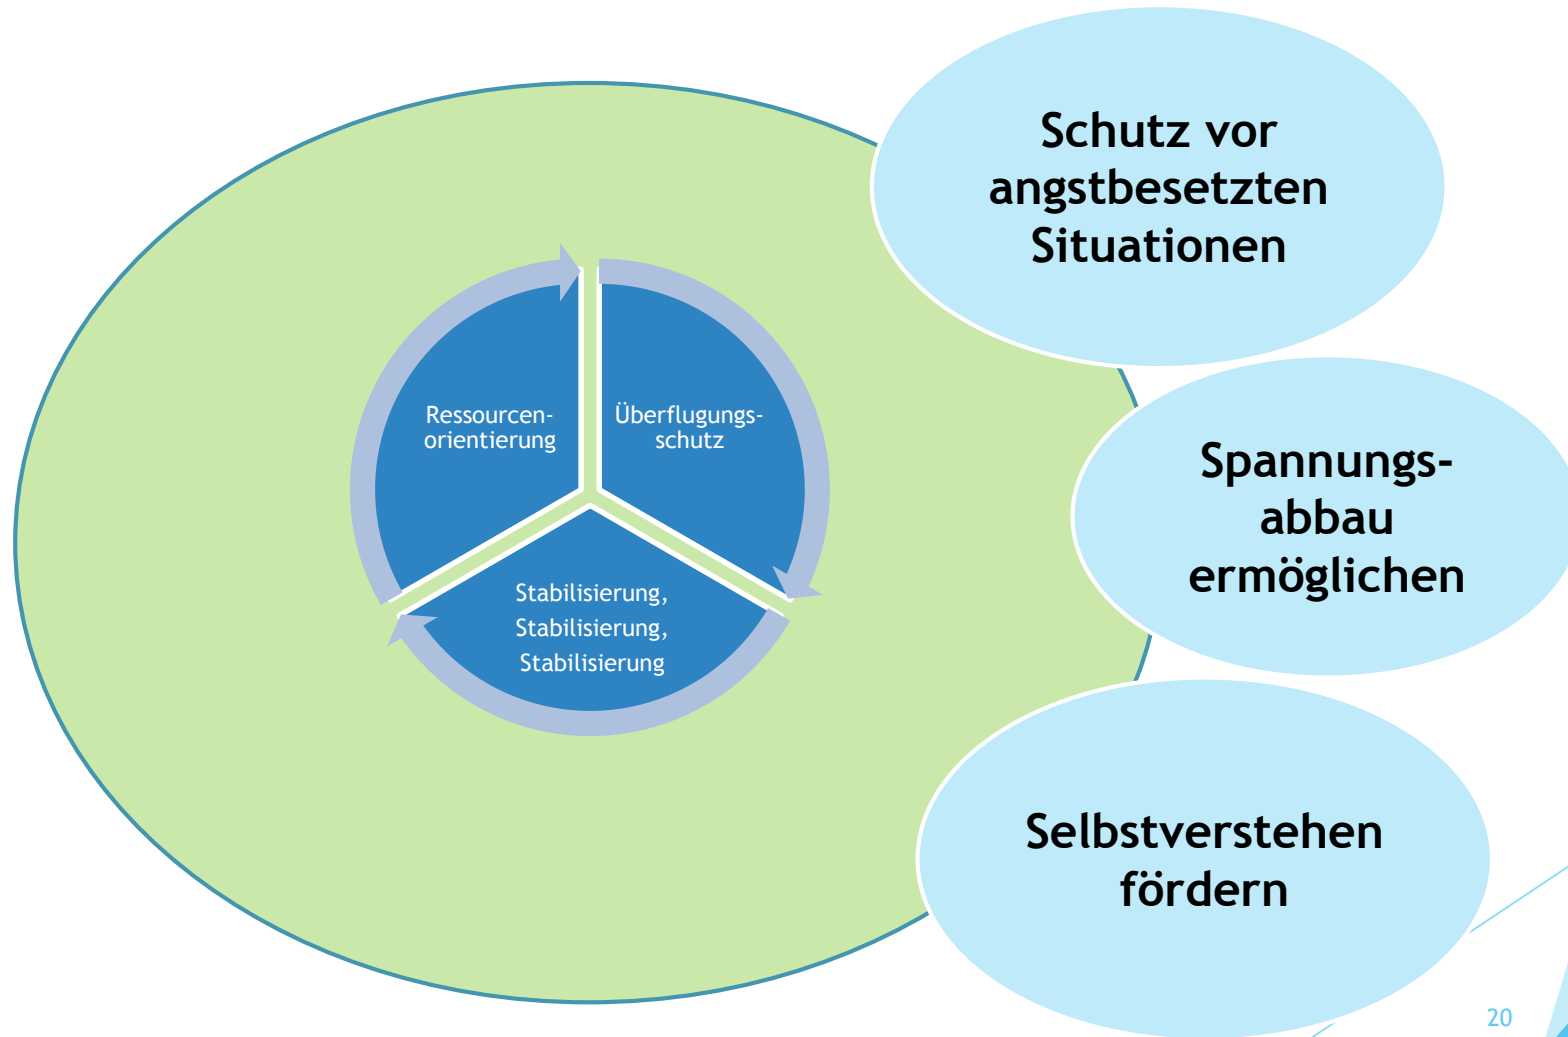 Schutz vor
angstbesetzten
Situationen
Ressourcen-
orientierung
Überflugungs-
schutz
Stabilisierung,
Stabilisierung,
Stabilisierung
Spannungs-
abbau
ermöglichen
Selbstverstehen
fördern
20